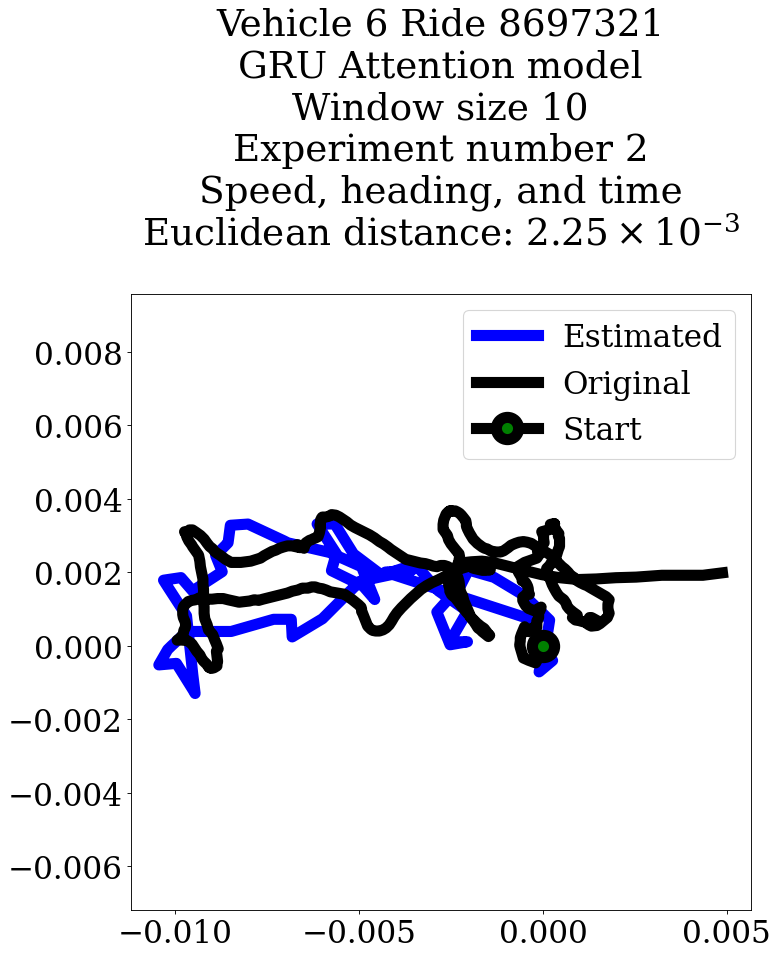 Vehicle 6 Ride 8697321
GRU Attention model
Window size 10
Experiment number 2
Speed, heading, and time
Euclidean distance: 2.25 × 10⁻³
Estimated
Original
Start
0.008
0.006
0.004
0.002
0.000
−0.002
−0.004
−0.006
−0.010 −0.005 0.000 0.005